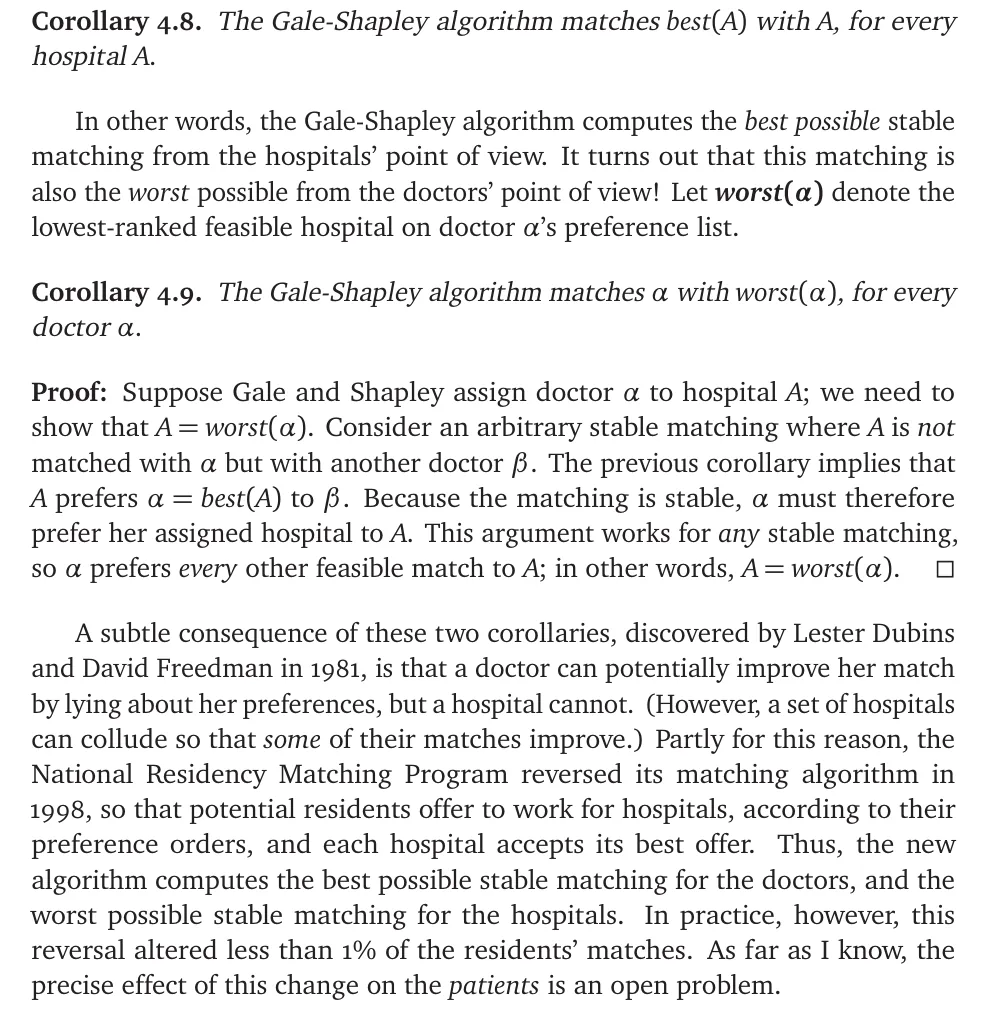 Corollary 4.8. The Gale-Shapley algorithm matches best(A) with A, for every
hospital A.
In other words, the Gale-Shapley algorithm computes the best possible stable
matching from the hospitals’ point of view. It turns out that this matching is
also the worst possible from the doctors’ point of view! Let worst(α) denote the
lowest-ranked feasible hospital on doctor α’s preference list.
Corollary 4.9. The Gale-Shapley algorithm matches α with worst(α), for every
doctor α.
Proof: Suppose Gale and Shapley assign doctor α to hospital A; we need to
show that A = worst(α). Consider an arbitrary stable matching where A is not
matched with α but with another doctor β. The previous corollary implies that
A prefers α = best(A) to β. Because the matching is stable, α must therefore
prefer her assigned hospital to A. This argument works for any stable matching,
so α prefers every other feasible match to A; in other words, A = worst(α). □
A subtle consequence of these two corollaries, discovered by Lester Dubins
and David Freedman in 1981, is that a doctor can potentially improve her match
by lying about her preferences, but a hospital cannot. (However, a set of hospitals
can collude so that some of their matches improve.) Partly for this reason, the
National Residency Matching Program reversed its matching algorithm in
1998, so that potential residents offer to work for hospitals, according to their
preference orders, and each hospital accepts its best offer. Thus, the new
algorithm computes the best possible stable matching for the doctors, and the
worst possible stable matching for the hospitals. In practice, however, this
reversal altered less than 1% of the residents’ matches. As far as I know, the
precise effect of this change on the patients is an open problem.